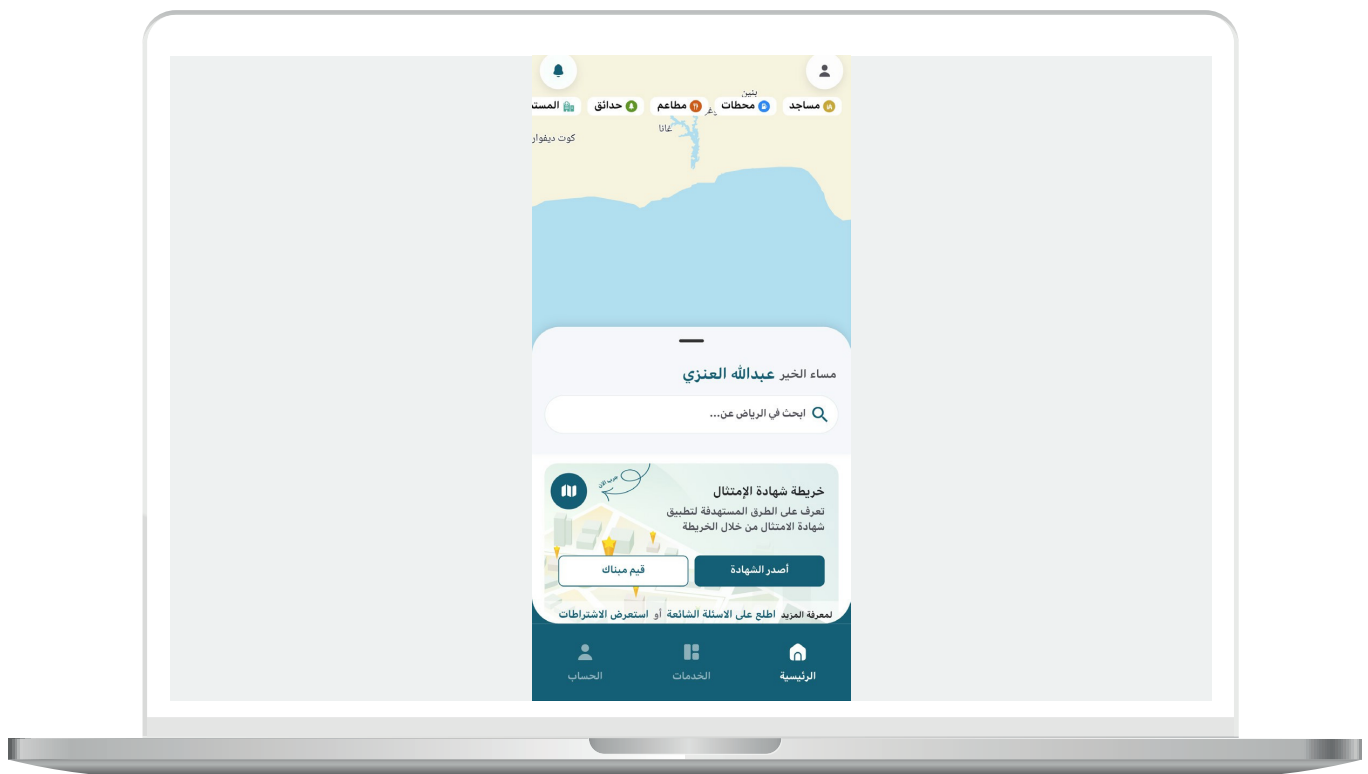 بنين
مساجد
محطات
مطاعم
حدائق
المست
غانا
كوت ديفوار
مساء الخير عبدالله العنزي
ابحث في الرياض عن...
خريطة شهادة الإمتثال
تعرف على الطرق المستهدفة لتطبيق
شهادة الامتثال من خلال الخريطة
أصدر الشهادة
قيم مبناك
لمعرفة المزيد اطلع على الاسئلة الشائعة أو استعرض الاشتراطات
الرئيسية
الخدمات
الحساب